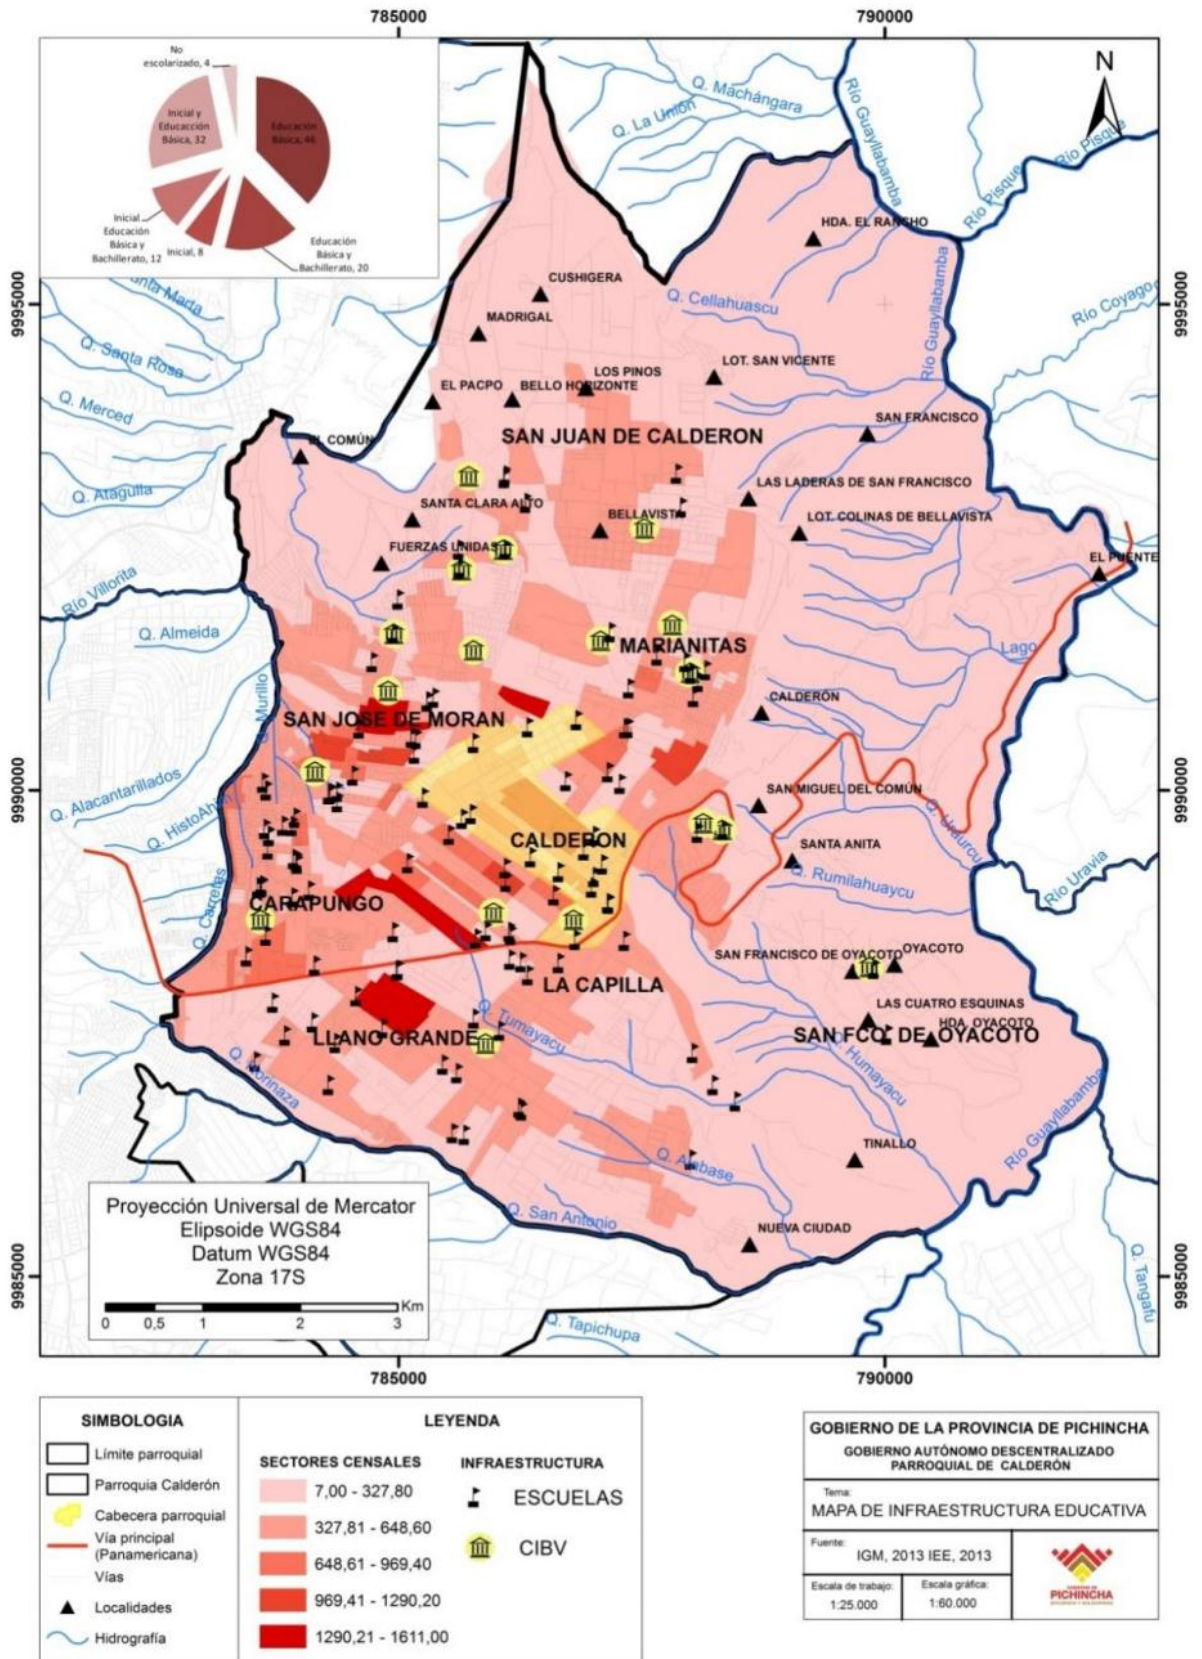 785000
790000
No
escolarizado, 4
Inicial y
Educacción
Básica, 32
Educación
Básica, 46
Inicial
Educación
Básica y
Bachillerato, 12
Inicial, 8
Educación
Básica y
Bachillerato, 20
N
Q. Machángara
Q. La Unión
Río Guayllabamba
Río Pisque
Río Pisque
HDA. EL RANCHO
CUSHIGERA
Q. Cellahuascu
Río Guayllabamba
Río Coyago
9995000
9995000
MADRIGAL
Q. Santa Rosa
LOT. SAN VICENTE
LOS PINOS
EL PACPO
BELLO HORIZONTE
Q. Merced
SAN FRANCISCO
SAN JUAN DE CALDERON
EL COMÚN
LAS LADERAS DE SAN FRANCISCO
Q. Ataguilla
SANTA CLARA ALTO
BELLAVISTA
LOT. COLINAS DE BELLAVISTA
FUERZAS UNIDAS
EL PUENTE
Río Villorita
Q. Almeida
MARIANITAS
Lago
Q. Murillo
CALDERÓN
SAN JOSE DE MORAN
Q. Alacantarillados
9990000
9990000
SAN MIGUEL DEL COMÚN
Q. Uraurcu
CALDERON
SANTA ANITA
Q. Rumilahuaycu
Río Uravia
Q. Carretas
CARAPUNGO
SAN FRANCISCO DE OYACOTO
OYACOTO
LA CAPILLA
LAS CUATRO ESQUINAS
Q. Tumayacu
HDA. OYACOTO
SAN FCO. DE OYACOTO
LLANO GRANDE
Q. Humayacu
Río Guayllabamba
TINALLO
Q. San Antonio
NUEVA CIUDAD
Q. Tangafu
9985000
9985000
Q. Tapichupa
Proyección Universal de Mercator
Elipsoide WGS84
Datum WGS84
Zona 17S
0 0,5 1 2 3 Km
785000
790000
SIMBOLOGIA
Límite parroquial
Parroquia Calderón
Cabecera parroquial
Vía principal
(Panamericana)
Vías
Localidades
Hidrografía
LEYENDA
SECTORES CENSALES
7,00 - 327,80
327,81 - 648,60
648,61 - 969,40
969,41 - 1290,20
1290,21 - 1611,00
INFRAESTRUCTURA
ESCUELAS
CIBV
GOBIERNO DE LA PROVINCIA DE PICHINCHA
GOBIERNO AUTÓNOMO DESCENTRALIZADO
PARROQUIAL DE CALDERÓN
Tema:
MAPA DE INFRAESTRUCTURA EDUCATIVA
Fuente:
IGM, 2013 IEE, 2013
Escala de trabajo:
1:25.000
Escala gráfica:
1:60.000
PICHINCHA